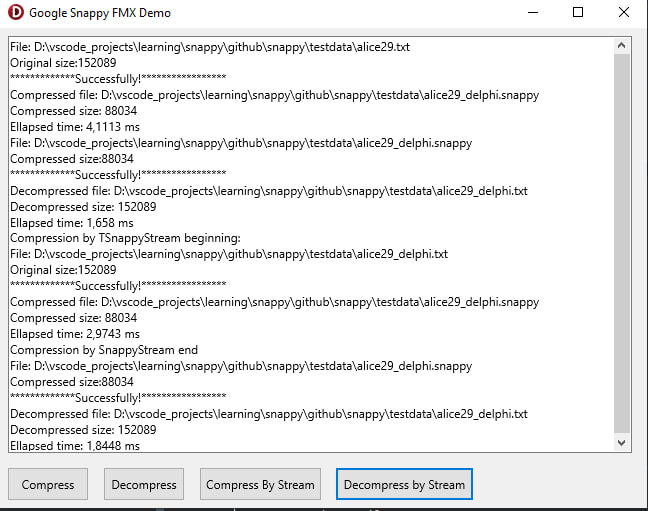 Google Snappy FMX Demo
File: D:\vscode_projects\learning\snappy\github\snappy\testdata\alice29.txt
Original size:152089
*************Successfully!*****************
Compressed file: D:\vscode_projects\learning\snappy\github\snappy\testdata\alice29_delphi.snappy
Compressed size: 88034
Ellapsed time: 4,1113 ms
File: D:\vscode_projects\learning\snappy\github\snappy\testdata\alice29_delphi.snappy
Compressed size:88034
*************Successfully!*****************
Decompressed file: D:\vscode_projects\learning\snappy\github\snappy\testdata\alice29_delphi.txt
Decompressed size: 152089
Ellapsed time: 1,658 ms
Compression by TSnappyStream beginning:
File: D:\vscode_projects\learning\snappy\github\snappy\testdata\alice29_delphi.txt
Original size:152089
*************Successfully!*****************
Compressed file: D:\vscode_projects\learning\snappy\github\snappy\testdata\alice29_delphi.snappy
Compressed size: 88034
Ellapsed time: 2,9743 ms
Compression by SnappyStream end
File: D:\vscode_projects\learning\snappy\github\snappy\testdata\alice29_delphi.snappy
Compressed size:88034
*************Successfully!*****************
Decompressed file: D:\vscode_projects\learning\snappy\github\snappy\testdata\alice29_delphi.txt
Decompressed size: 152089
Ellapsed time: 1,8448 ms
Compress Decompress Compress By Stream Decompress by Stream